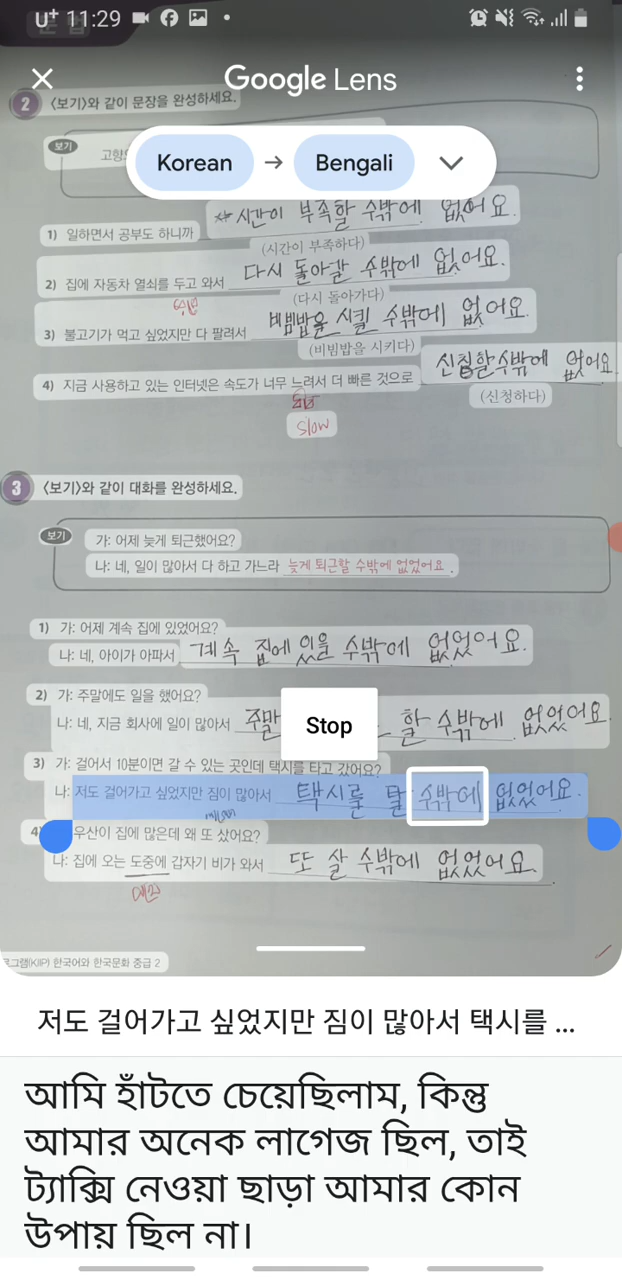 U+ 11:29
Google Lens
2 〈보기〉와 같이 문장을 완성하세요.
보기
고향
Korean → Bengali
1) 일하면서 공부도 하니까 시간이 부족할 수밖에 없어요.
(시간이 부족하다)
2) 집에 자동차 열쇠를 두고 와서 다시 돌아갈 수밖에 없어요.
(다시 돌아가다)
3) 불고기가 먹고 싶었지만 다 팔려서 비빔밥을 시킬 수밖에 없어요.
(비빔밥을 시키다)
4) 지금 사용하고 있는 인터넷은 속도가 너무 느려서 더 빠른 것으로 신청할수밖에 없어요
(신청하다)
slow
3 〈보기〉와 같이 대화를 완성하세요.
보기
가: 어제 늦게 퇴근했어요?
나: 네, 일이 많아서 다 하고 가느라 늦게 퇴근할 수밖에 없었어요.
1) 가: 어제 계속 집에 있었어요?
나: 네, 아이가 아파서 계속 집에 있을 수밖에 없었어요.
2) 가: 주말에도 일을 했어요?
나: 네, 지금 회사에 일이 많아서 주말 할 수밖에 없었어요.
Stop
3) 가: 걸어서 10분이면 갈 수 있는 곳인데 택시를 타고 갔어요?
나: 저도 걸어가고 싶었지만 짐이 많아서 택시를 탈 수밖에 없었어요.
4) 우산이 집에 많은데 왜 또 샀어요?
나: 집에 오는 도중에 갑자기 비가 와서 또 살 수밖에 없었어요.
로그램(KIIP) 한국어와 한국문화 중급 2
저도 걸어가고 싶었지만 짐이 많아서 택시를 ...
আমি হাঁটতে চেয়েছিলাম, কিন্তু
আমার অনেক লাগেজ ছিল, তাই
ট্যাক্সি নেওয়া ছাড়া আমার কোন
উপায় ছিল না।